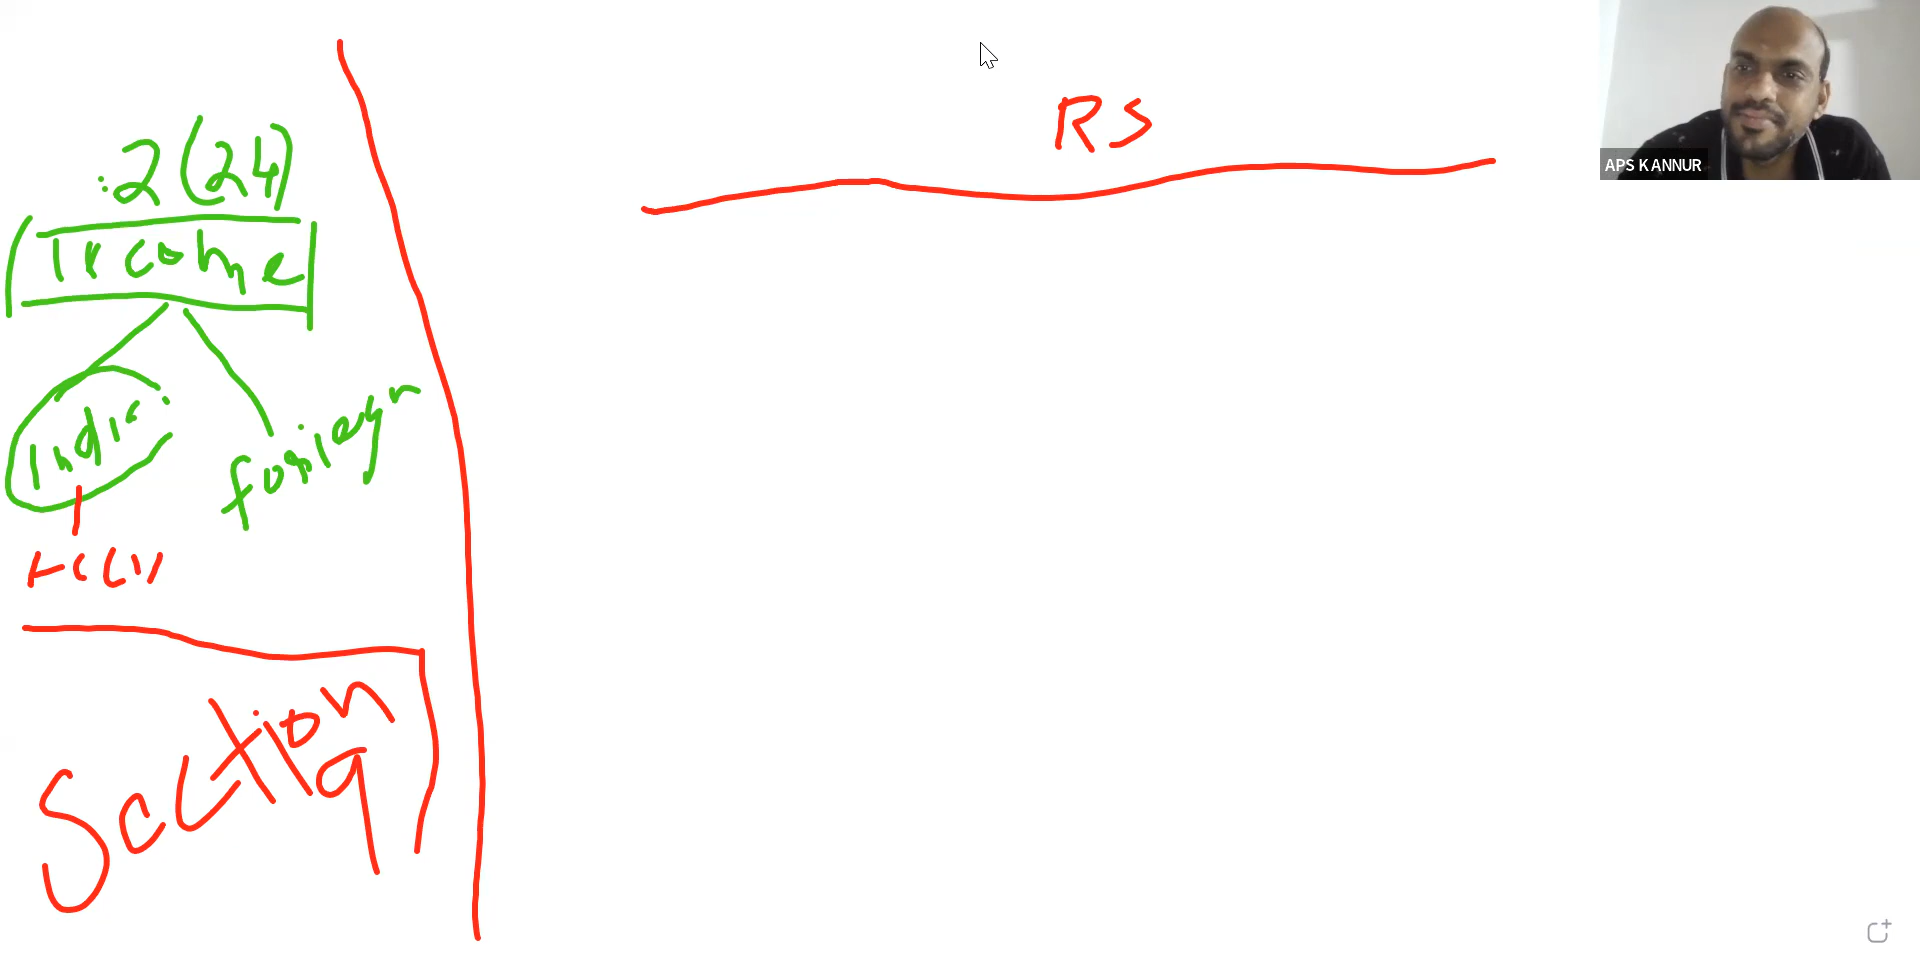 2(24)
Income
India
foriegn
Section
9
RS
APS KANNUR